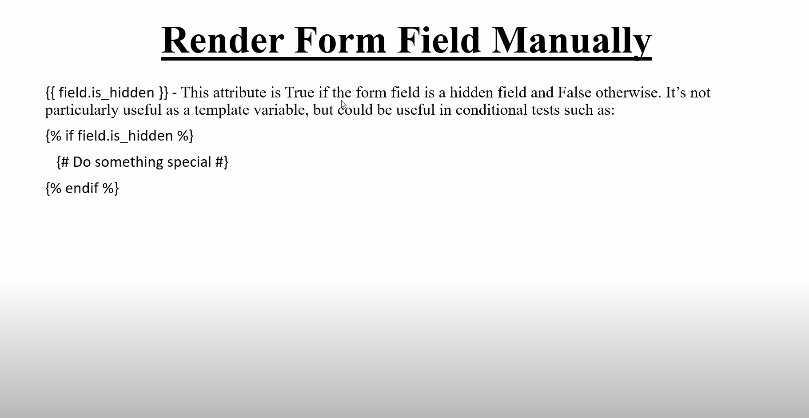 Render Form Field Manually
{{ field.is_hidden }} - This attribute is True if the form field is a hidden field and False otherwise. It’s not
particularly useful as a template variable, but could be useful in conditional tests such as:
{% if field.is_hidden %}
{# Do something special #}
{% endif %}